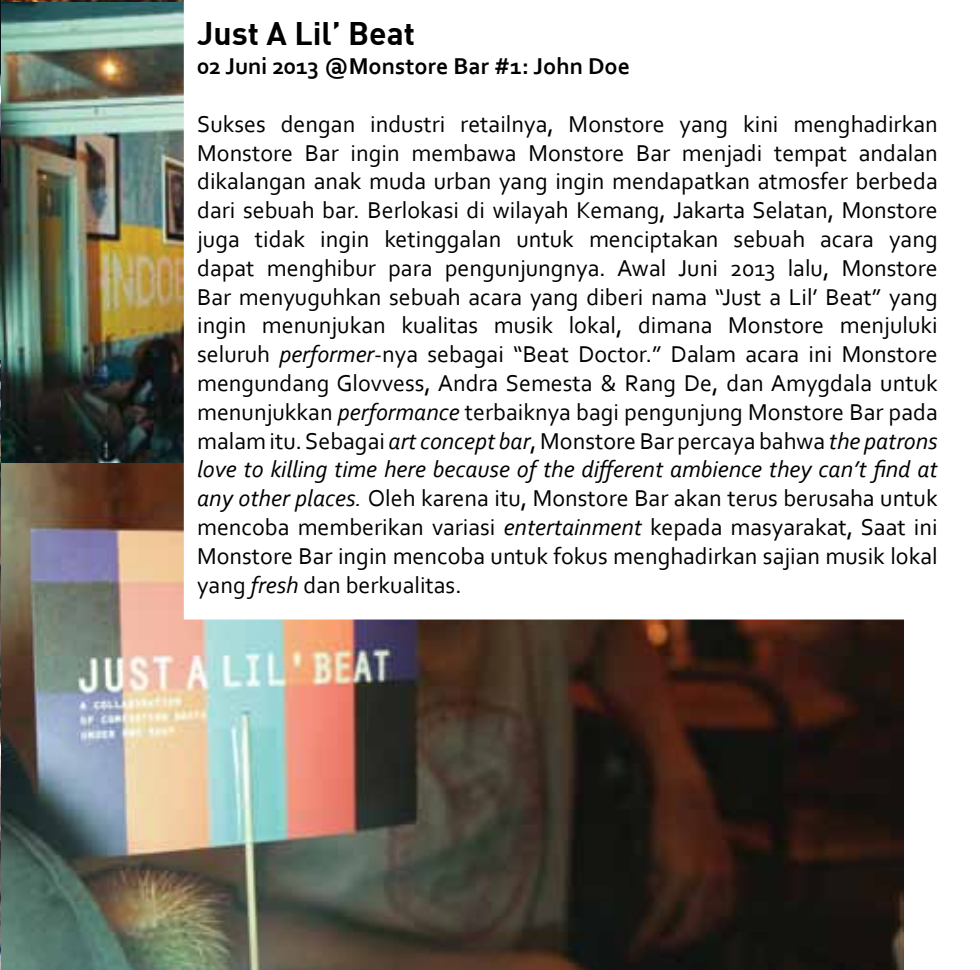 Just A Lil’ Beat
02 Juni 2013 @Monstore Bar #1: John Doe
Sukses dengan industri retailnya, Monstore yang kini menghadirkan
Monstore Bar ingin membawa Monstore Bar menjadi tempat andalan
dikalangan anak muda urban yang ingin mendapatkan atmosfer berbeda
dari sebuah bar. Berlokasi di wilayah Kemang, Jakarta Selatan, Monstore
juga tidak ingin ketinggalan untuk menciptakan sebuah acara yang
dapat menghibur para pengunjungnya. Awal Juni 2013 lalu, Monstore
Bar menyuguhkan sebuah acara yang diberi nama “Just a Lil’ Beat” yang
ingin menunjukan kualitas musik lokal, dimana Monstore menjuluki
seluruh performer-nya sebagai “Beat Doctor.” Dalam acara ini Monstore
mengundang Glovvess, Andra Semesta & Rang De, dan Amygdala untuk
menunjukkan performance terbaiknya bagi pengunjung Monstore Bar pada
malam itu. Sebagai art concept bar, Monstore Bar percaya bahwa the patrons
love to killing time here because of the different ambience they can’t find at
any other places. Oleh karena itu, Monstore Bar akan terus berusaha untuk
mencoba memberikan variasi entertainment kepada masyarakat, Saat ini
Monstore Bar ingin mencoba untuk fokus menghadirkan sajian musik lokal
yang fresh dan berkualitas.
INDOE
JUST A LIL' BEAT
A COLLABORATION
OF
UNDER